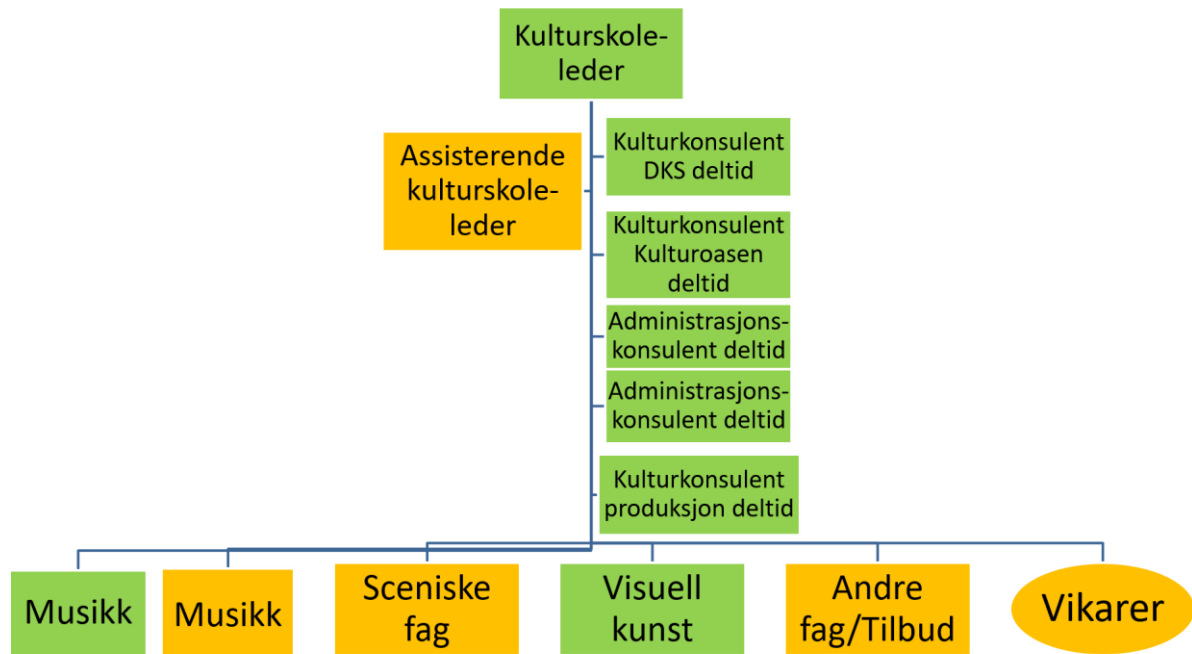 Kulturskole-
leder
Assisterende
kulturskole-
leder
Kulturkonsulent
DKS deltid
Kulturkonsulent
Kulturoasen
deltid
Administrasjons-
konsulent deltid
Administrasjons-
konsulent deltid
Kulturkonsulent
produksjon deltid
Musikk
Musikk
Sceniske
fag
Visuell
kunst
Andre
fag/Tilbud
Vikarer